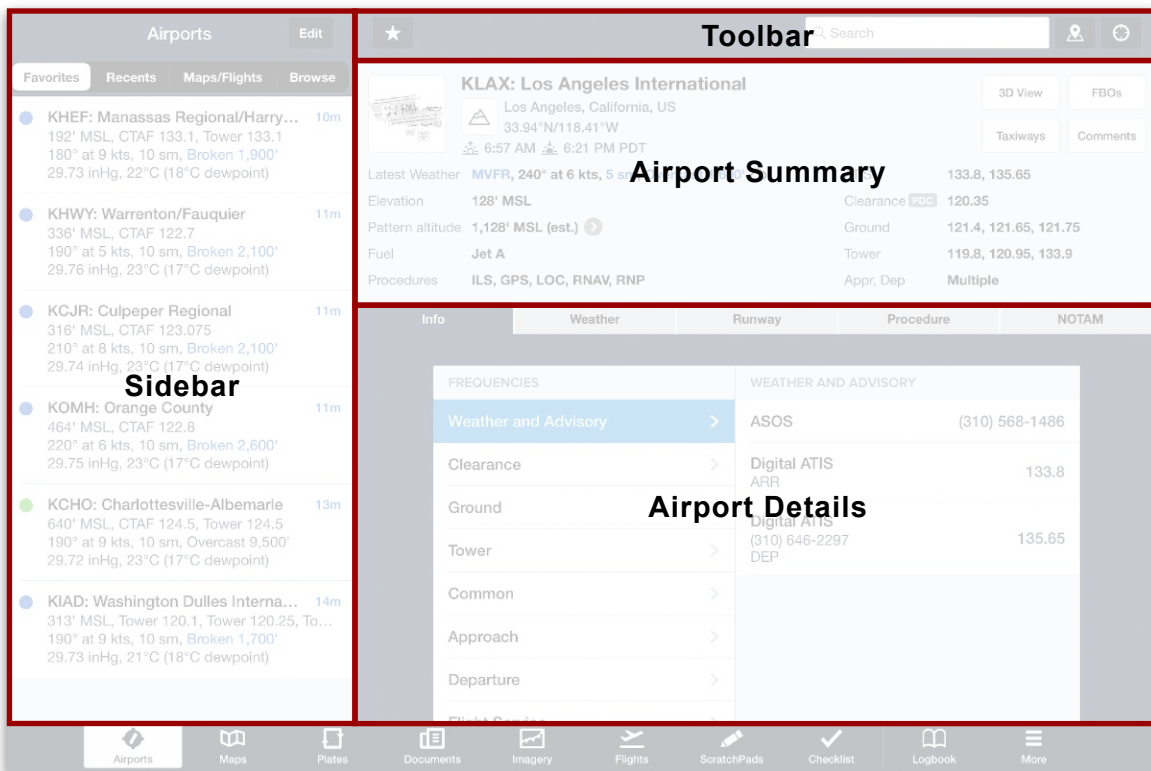 Airports
Edit
Favorites Recents Maps/Flights Browse
KHEF: Manassas Regional/Harry... 10m
192' MSL, CTAF 133.1, Tower 133.1
180° at 9 kts, 10 sm, Broken 1,900'
29.73 inHg, 22°C (18°C dewpoint)
KHWY: Warrenton/Fauquier 11m
336' MSL, CTAF 122.7
190° at 5 kts, 10 sm, Broken 2,100'
29.76 inHg, 23°C (17°C dewpoint)
KCJR: Culpeper Regional 11m
316' MSL, CTAF 123.075
210° at 8 kts, 10 sm, Broken 2,100'
29.74 inHg, 23°C (17°C dewpoint)
Sidebar
KOMH: Orange County 11m
464' MSL, CTAF 122.8
220° at 6 kts, 10 sm, Broken 2,600'
29.75 inHg, 23°C (17°C dewpoint)
KCHO: Charlottesville-Albemarle 13m
640' MSL, CTAF 124.5, Tower 124.5
190° at 9 kts, 10 sm, Overcast 9,500'
29.72 inHg, 23°C (17°C dewpoint)
KIAD: Washington Dulles Interna... 14m
313' MSL, Tower 120.1, Tower 120.25, To...
190° at 9 kts, 10 sm, Broken 1,700'
29.73 inHg, 21°C (18°C dewpoint)
Toolbar
Search
KLAX: Los Angeles International
Los Angeles, California, US
33.94°N/118.41°W
6:57 AM 6:21 PM PDT
3D View FBOs
Taxiways Comments
Airport Summary
Latest Weather MVFR, 240° at 6 kts, 5 133.8, 135.65
Elevation 128' MSL Clearance PDC 120.35
Pattern altitude 1,128' MSL (est.) Ground 121.4, 121.65, 121.75
Fuel Jet A Tower 119.8, 120.95, 133.9
Procedures ILS, GPS, LOC, RNAV, RNP Appr, Dep Multiple
Info Weather Runway Procedure NOTAM
FREQUENCIES
Weather and Advisory
Clearance
Ground
Tower
Common
Approach
Departure
Flight Service
Airport Details
WEATHER AND ADVISORY
ASOS (310) 568-1486
Digital ATIS 133.8
ARR
Digital ATIS
(310) 646-2297 135.65
DEP
Airports Maps Plates Documents Imagery Flights ScratchPads Checklist Logbook More